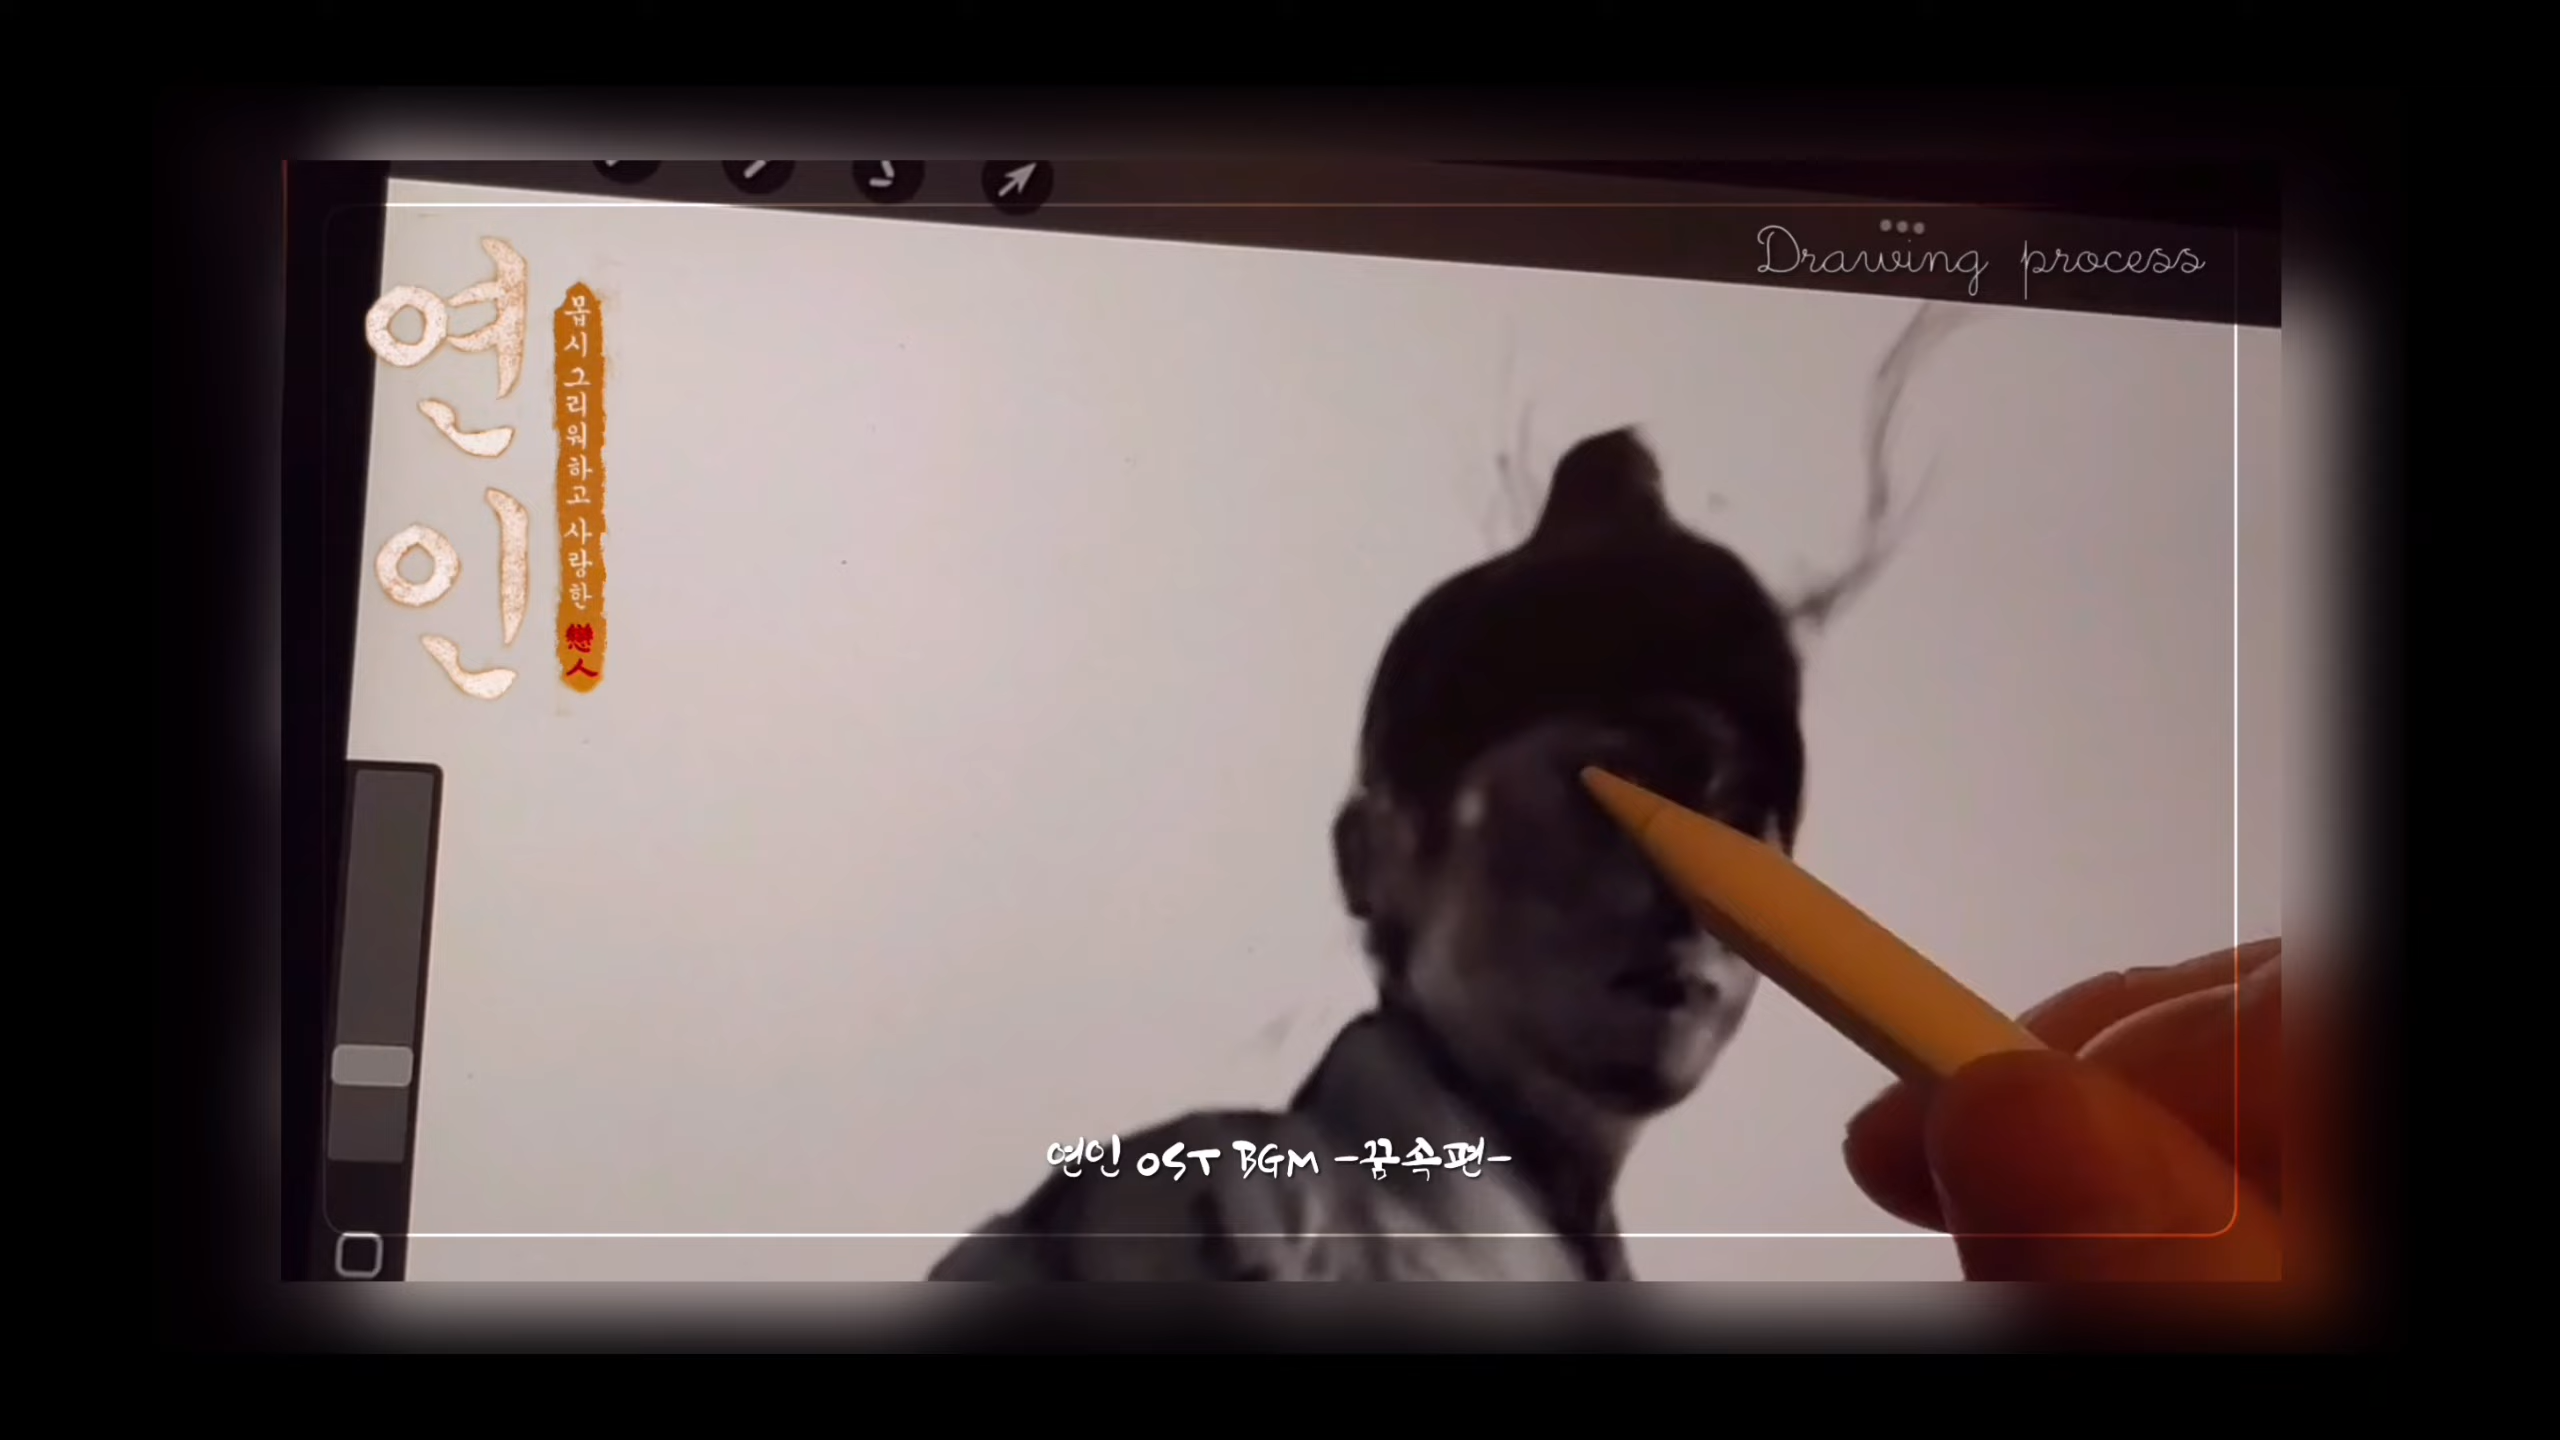 Drawing process
연인
몹시 그리워하고 사랑한 戀人
연인 OST BGM -꿈속편-